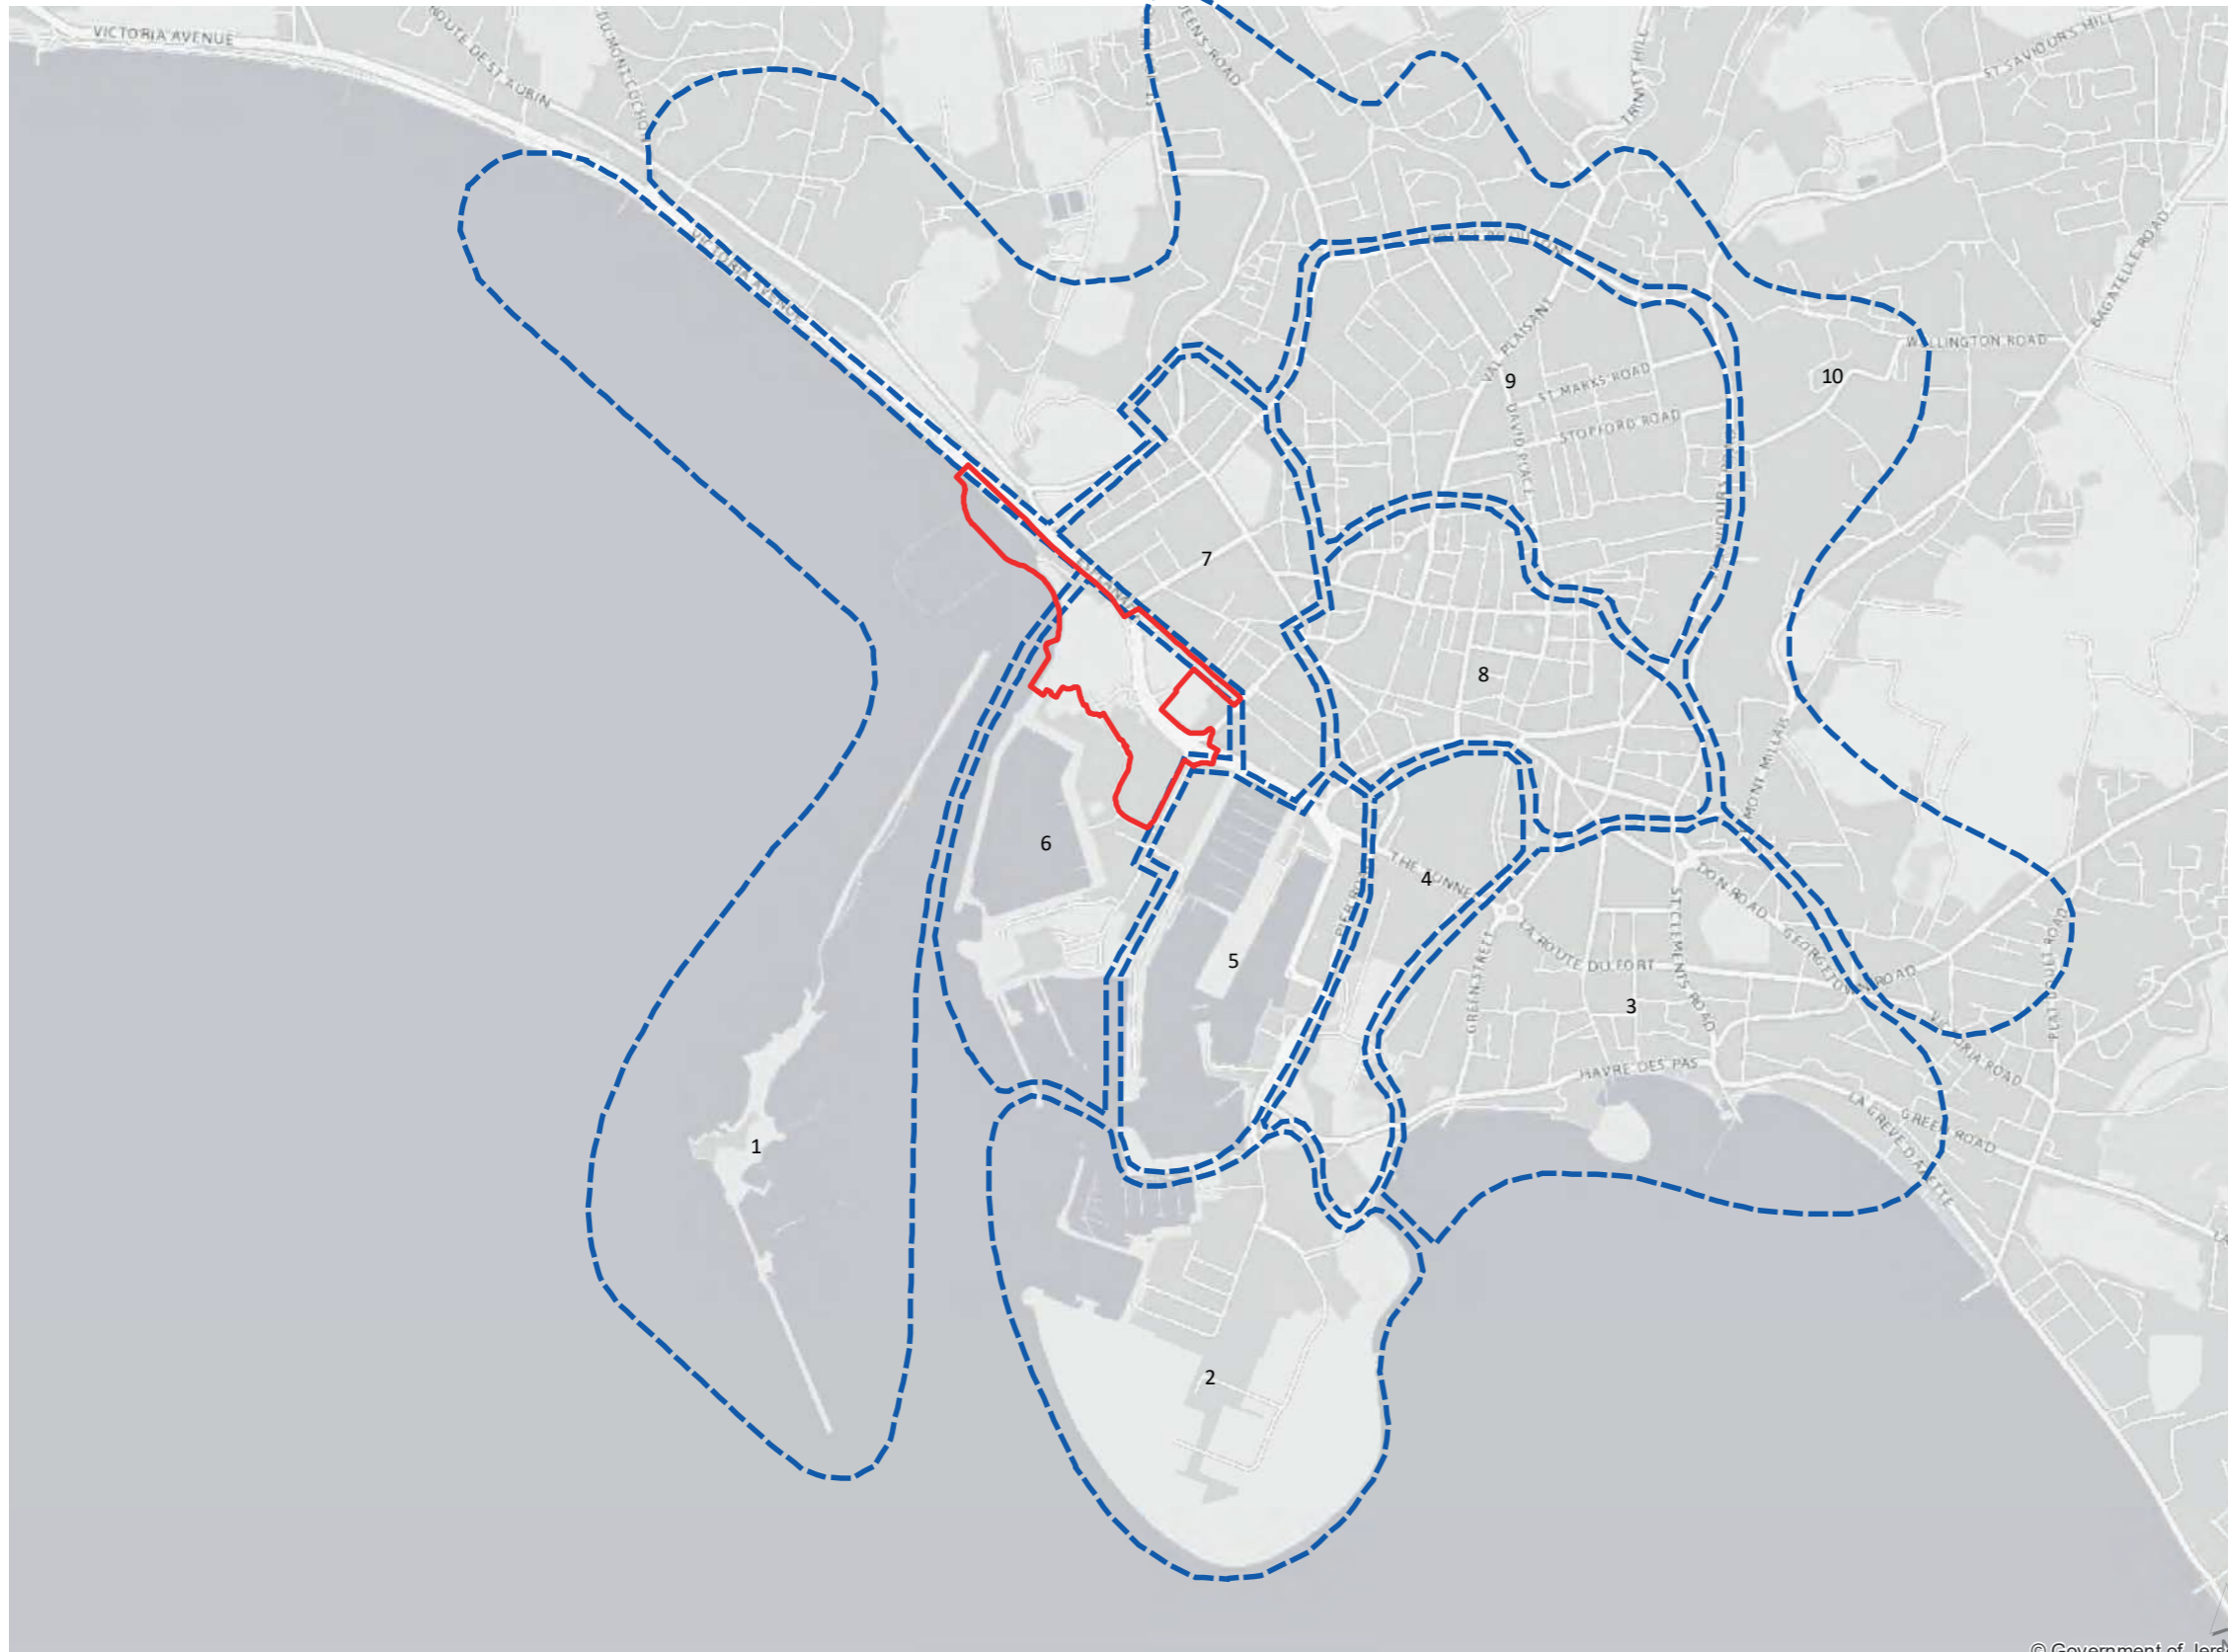 VICTORIA AVENUE
ROUTE DE ST AUBIN
QUEENS ROAD
TRINITY HILL
ST SAVIOURS HILL
VICTORIA AVENUE
BAGATELLE ROAD
WELLINGTON ROAD
VAL PLAISANT
ST MARKS ROAD
STOPFORD ROAD
DAVID PLACE
9
10
7
8
6
4
5
3
1
2
THE TUNNEL
MONT MILLAIS
DON ROAD
ST CLEMENTS ROAD
GEORGETOWN ROAD
LA ROUTE DU FORT
GREEN STREET
HAVRE DES PAS
VICTORIA ROAD
GREEN ROAD
LA GREVE D'AZETTE
© Government of Jers